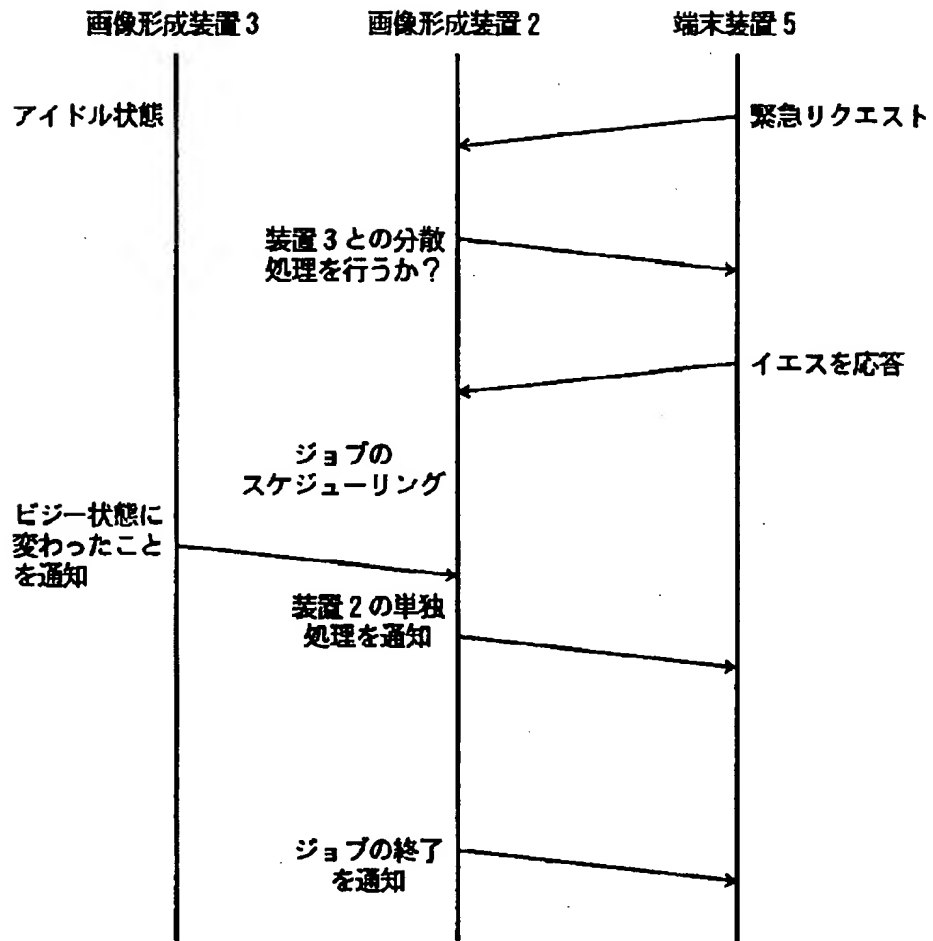 画像形成装置3
画像形成装置2
端末装置5
アイドル状態
緊急リクエスト
装置3との分散
処理を行うか?
イエスを応答
ジョブの
スケジューリング
ビジー状態に
変わったこと
を通知
装置2の単独
処理を通知
ジョブの終了
を通知